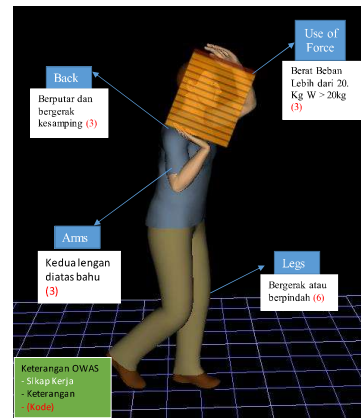 Use of
Force
Berat Beban
Lebih dari 20.
Kg W > 20kg
(3)
Back
Berputar dan
bergerak
kesamping (3)
Arms
Kedua lengan
diatas bahu
(3)
Legs
Bergerak atau
berpindah (6)
Keterangan OWAS
- Sikap Kerja
- Keterangan
- (Kode)